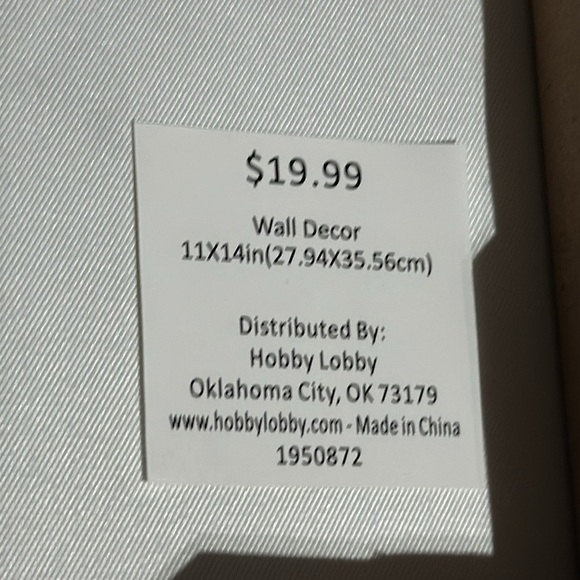 $19.99
Wall Decor
11X14in(27.94X35.56cm)
Distributed By:
Hobby Lobby
Oklahoma City, OK 73179
www.hobbylobby.com - Made in China
1950872